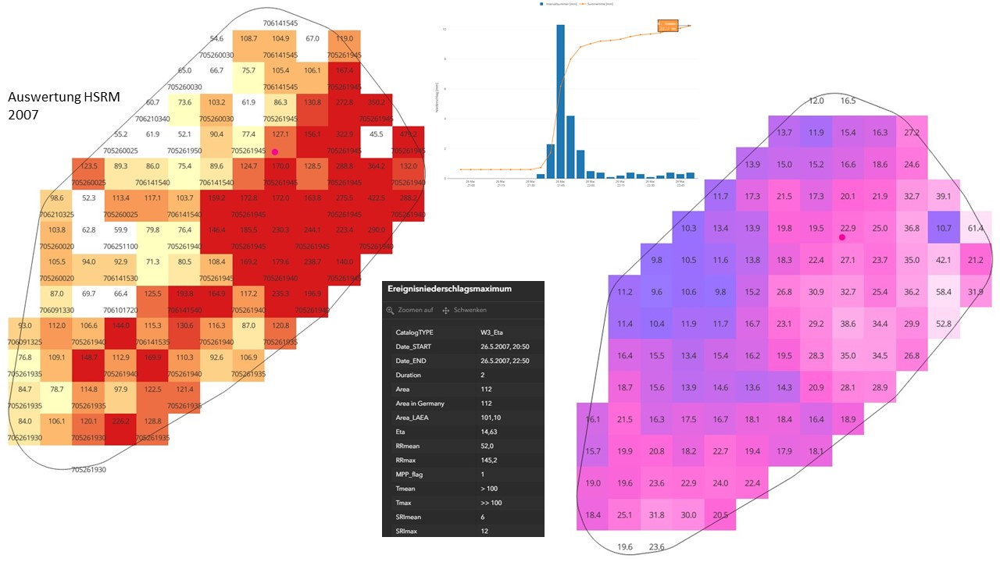 Auswertung HSRM
2007
706141545
54.6 108.7 104.9 67.0 119.0
705260030 706141545 705261945
65.0 66.7 75.7 105.4 106.1 167.4
705260030 706141545 705261945
60.7 73.6 103.2 61.9 86.3 130.8 272.8 350.2
706210340 705260030 705261945 705261945
55.2 61.9 52.1 90.4 77.4 127.1 156.1 322.9 45.5 479.2
705260025 705261950 705261945 705261945 705261945
123.5 89.3 86.0 75.4 89.6 124.7 170.0 128.5 288.8 364.2 132.0
705260025 706141540 706141540 705261945 705261945 705261940
98.6 52.3 113.4 117.1 103.7 159.2 172.8 172.0 163.8 275.5 422.5 288.2
706210325 705260025 706141540 705261945 705261945 705261940
103.8 62.8 59.9 79.8 76.4 146.4 185.5 230.3 244.1 223.4 290.0
705260020 706251100 705261940 705261945 705261945 705261940
105.5 94.0 92.9 71.3 80.5 108.4 169.2 179.6 238.7 140.0
705260020 706141530 705261945 705261940 705261945
87.0 69.7 66.4 125.5 193.8 164.9 117.2 235.3 196.9
706091330 706101720 705261940 705261940 705261940
93.0 112.0 106.6 144.0 115.3 130.6 116.3 87.0 120.8
706091325 705261940 706141535 705261940 705261935
76.8 109.1 148.7 112.9 169.9 110.3 92.6 106.9
705261935 705261940 705261940 705261935
84.7 78.7 114.8 97.9 122.5 121.4
705261935 705261935 705261935
84.0 106.1 120.1 226.2 128.8
705261930 705261930 705261935
705261930
Intervallsummen [mm] Summenlinie [mm]
Niederschlag [mm]
10
8
6
4
2
0
Ereignisniederschlagsmaximum
Zoomen auf Schwenken
CatalogTYPE W3_Eta
Date_START 26.5.2007, 20:50
Date_END 26.5.2007, 22:50
Duration 2
Area 112
Area in Germany 112
Area_LAEA 101,10
Eta 14,63
RRmean 52,0
RRmax 145,2
MPP_flag 1
Tmean > 100
Tmax >> 100
SRImean 6
SRImax 12
12.0 16.5
13.7 11.9 15.4 16.3 27.2
13.9 15.0 15.2 16.6 18.6 24.6
11.7 17.3 21.5 17.3 20.1 21.9 32.7 39.1
10.3 13.4 13.9 19.8 19.5 22.9 25.0 36.8 10.7 61.4
9.8 10.5 11.6 13.8 18.3 22.4 27.1 23.7 35.0 42.1 21.2
11.2 9.6 10.6 9.8 15.2 26.8 30.9 32.7 25.4 36.2 58.4 31.9
11.4 10.4 11.9 11.7 16.7 23.1 29.2 38.6 34.4 29.9 52.8
16.4 15.5 13.4 15.4 16.2 19.5 28.3 35.0 34.5 26.8
18.7 15.6 13.9 14.6 13.6 14.3 20.9 28.1 28.9
16.1 21.5 16.3 17.5 16.7 18.1 18.4 16.4 18.9
15.7 19.9 20.8 18.2 22.7 19.4 17.9 18.1
19.0 19.6 23.6 22.9 24.0 22.4
18.4 25.1 31.8 30.0 20.5
19.6 23.6